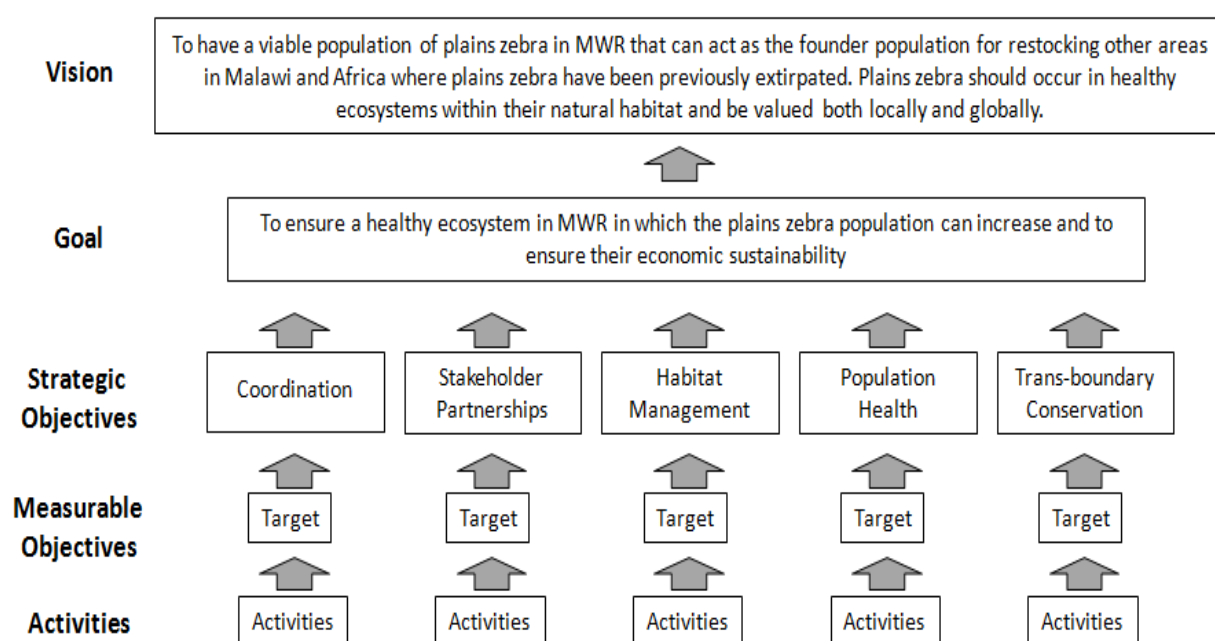 Vision
To have a viable population of plains zebra in MWR that can act as the founder population for restocking other areas
in Malawi and Africa where plains zebra have been previously extirpated. Plains zebra should occur in healthy
ecosystems within their natural habitat and be valued both locally and globally.
Goal
To ensure a healthy ecosystem in MWR in which the plains zebra population can increase and to
ensure their economic sustainability
Strategic
Objectives
Coordination
Stakeholder
Partnerships
Habitat
Management
Population
Health
Trans-boundary
Conservation
Measurable
Objectives
Target
Target
Target
Target
Target
Activities
Activities
Activities
Activities
Activities
Activities